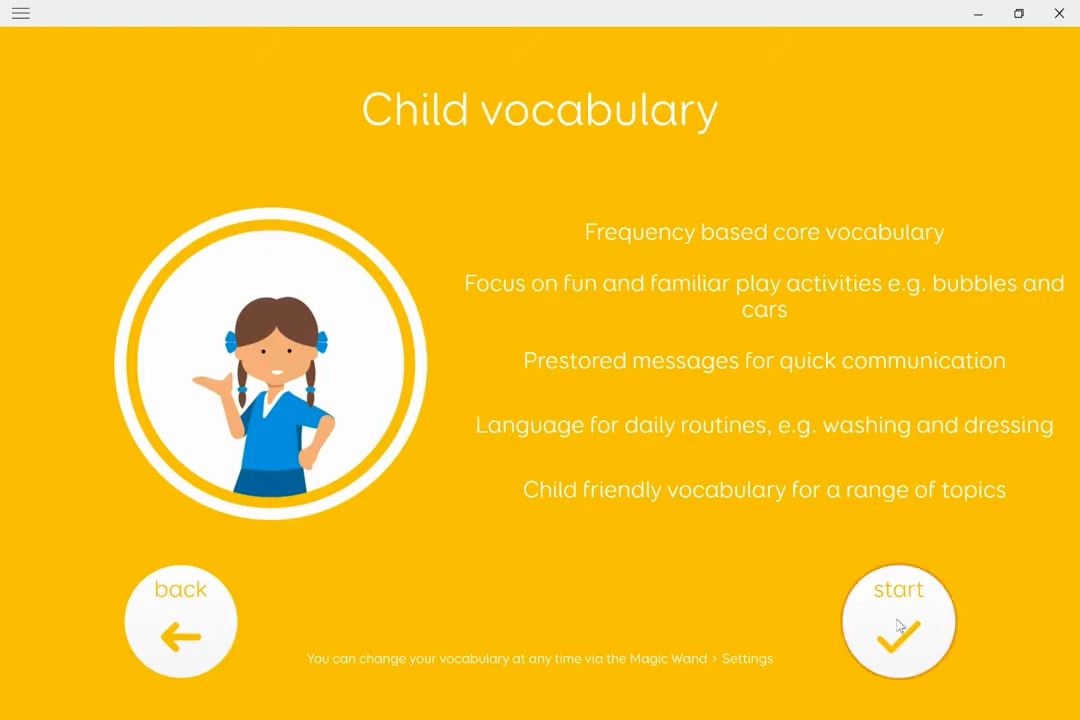 Child vocabulary
Frequency based core vocabulary
Focus on fun and familiar play activities e.g. bubbles and
cars
Prestored messages for quick communication
Language for daily routines, e.g. washing and dressing
Child friendly vocabulary for a range of topics
back
start
You can change your vocabulary at any time via the Magic Wand > Settings